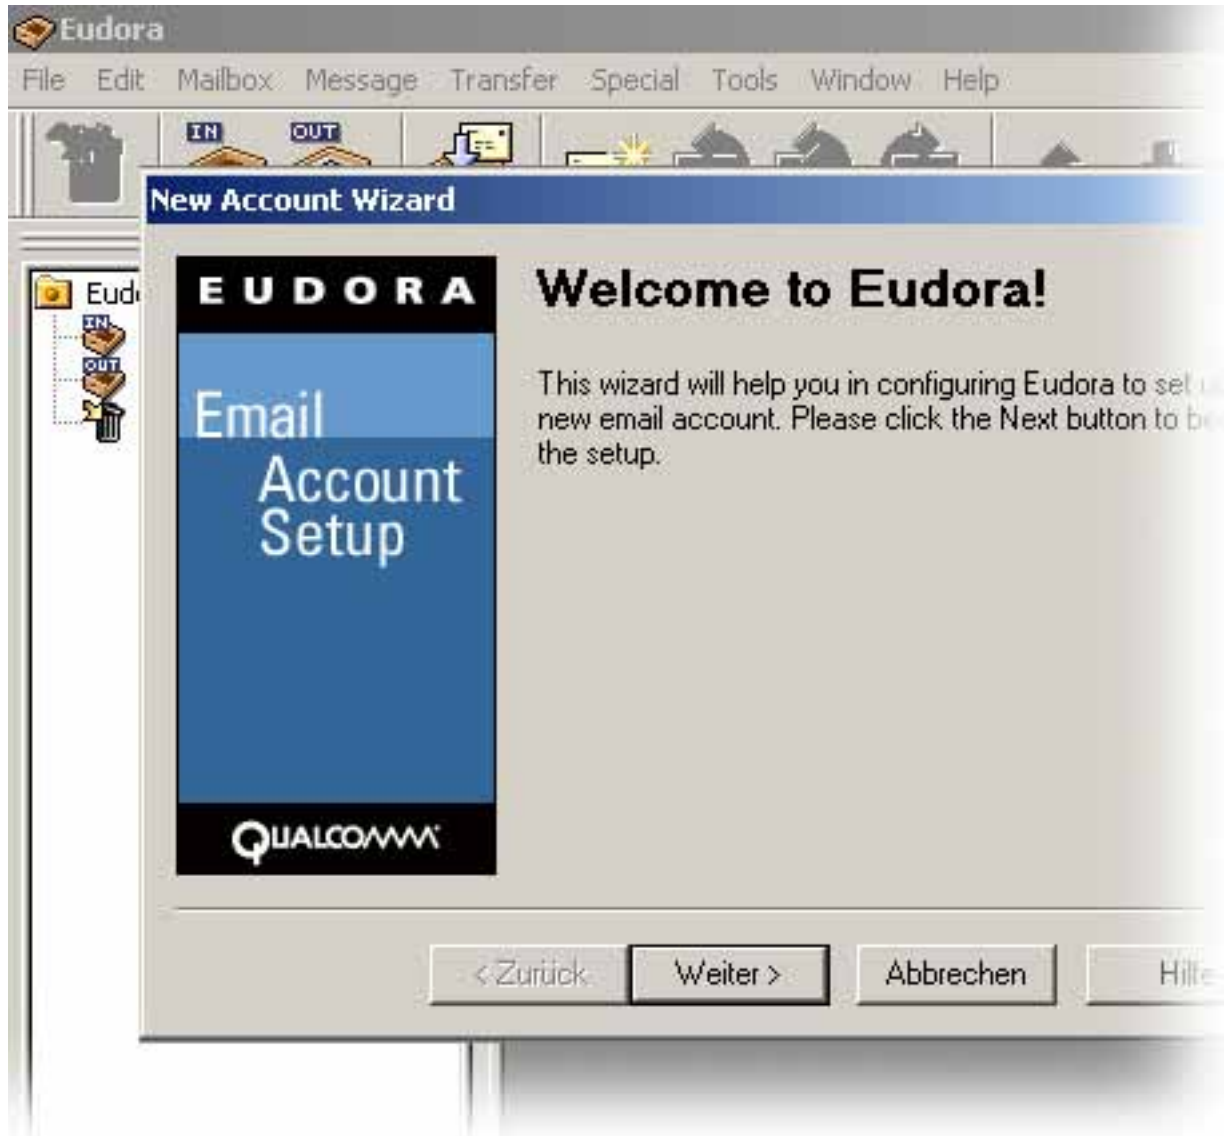 Eudora
File Edit Mailbox Message Transfer Special Tools Window Help
IN OUT
New Account Wizard
Eud
IN
OUT
EUDORA
Email
Account
Setup
QUALCOMM
Welcome to Eudora!
This wizard will help you in configuring Eudora to set
new email account. Please click the Next button to
the setup.
< Zurück Weiter > Abbrechen Hilfe